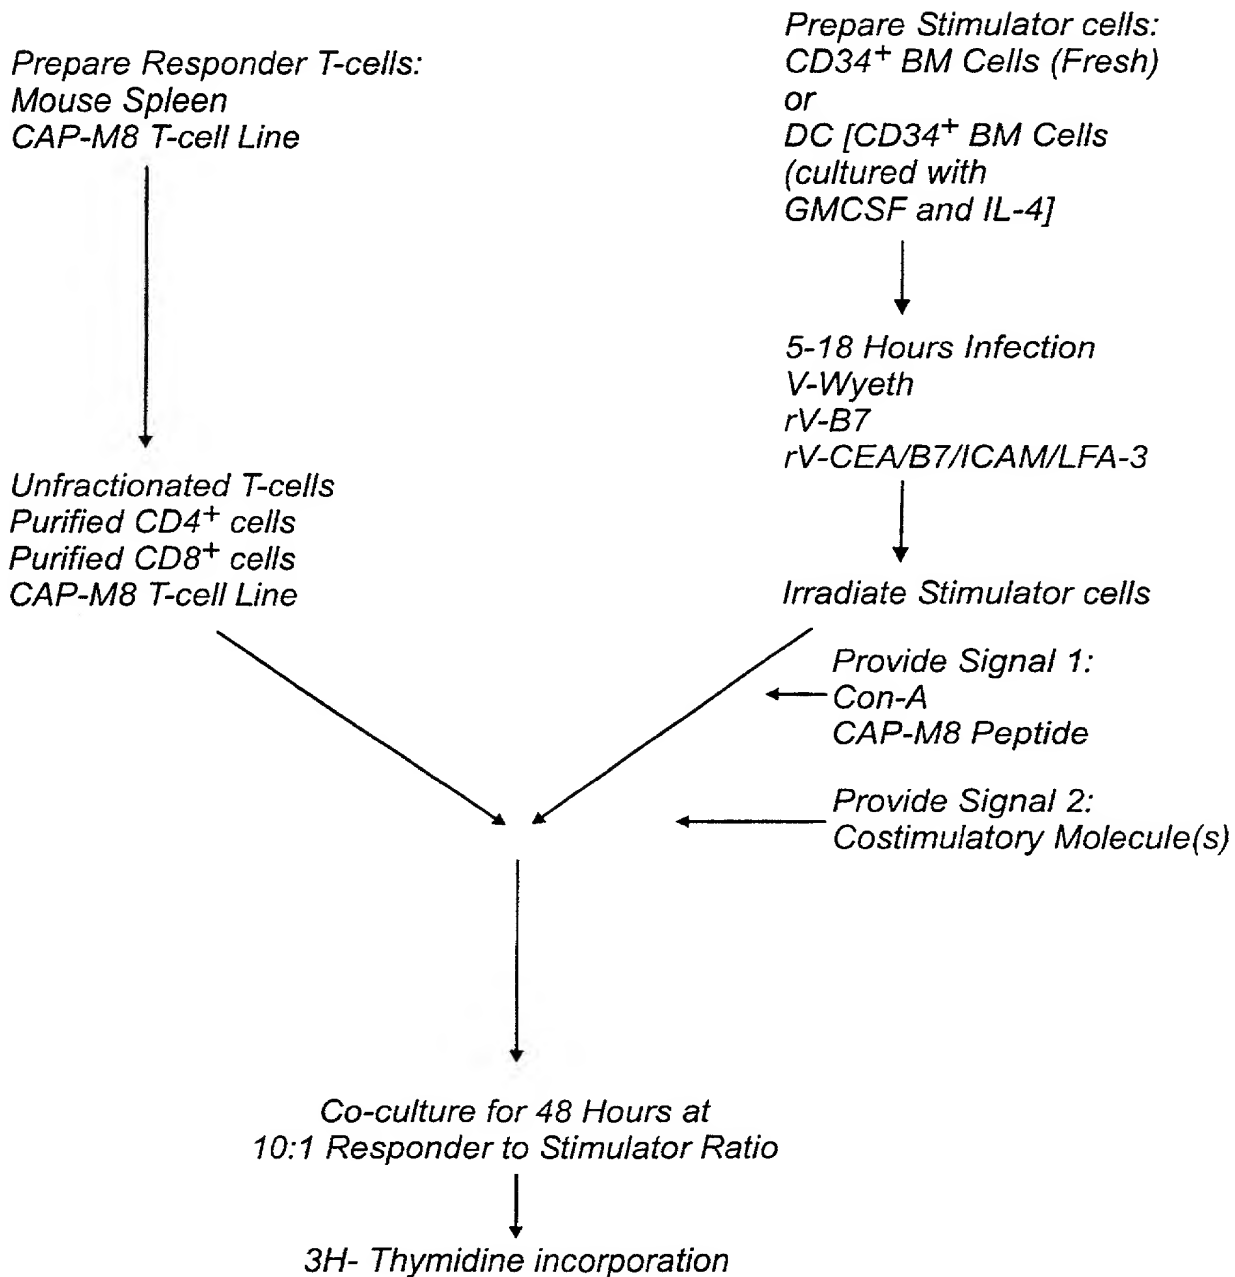 Prepare Responder T-cells:
Mouse Spleen
CAP-M8 T-cell Line
Prepare Stimulator cells:
CD34+ BM Cells (Fresh)
or
DC [CD34+ BM Cells
(cultured with
GMCSF and IL-4]
5-18 Hours Infection
V-Wyeth
rV-B7
rV-CEA/B7/ICAM/LFA-3
Unfractionated T-cells
Purified CD4+ cells
Purified CD8+ cells
CAP-M8 T-cell Line
Irradiate Stimulator cells
Provide Signal 1:
Con-A
CAP-M8 Peptide
Provide Signal 2:
Costimulatory Molecule(s)
Co-culture for 48 Hours at
10:1 Responder to Stimulator Ratio
3H- Thymidine incorporation